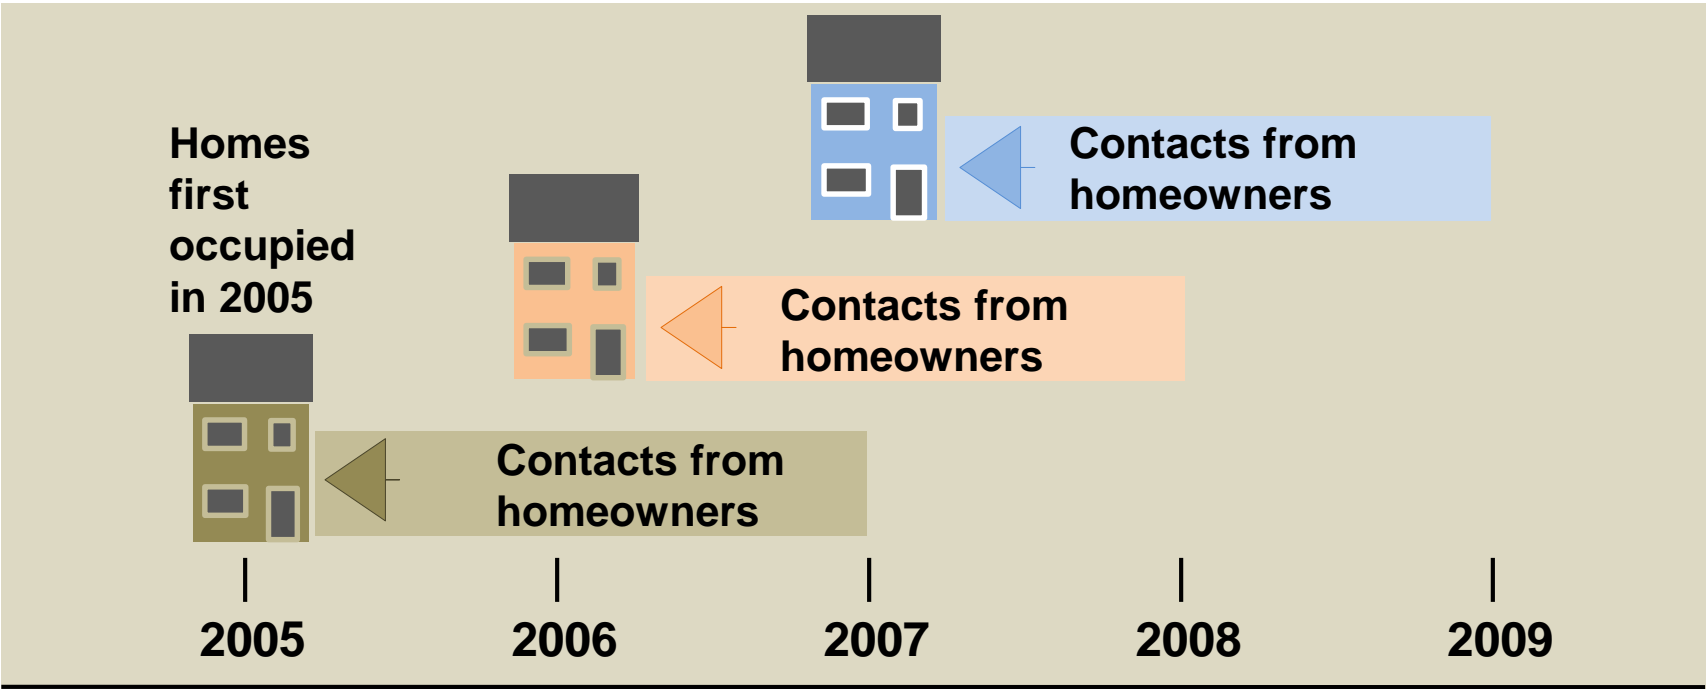 Homes
first
occupied
in 2005
Contacts from
homeowners
Contacts from
homeowners
Contacts from
homeowners
2005 2006 2007 2008 2009